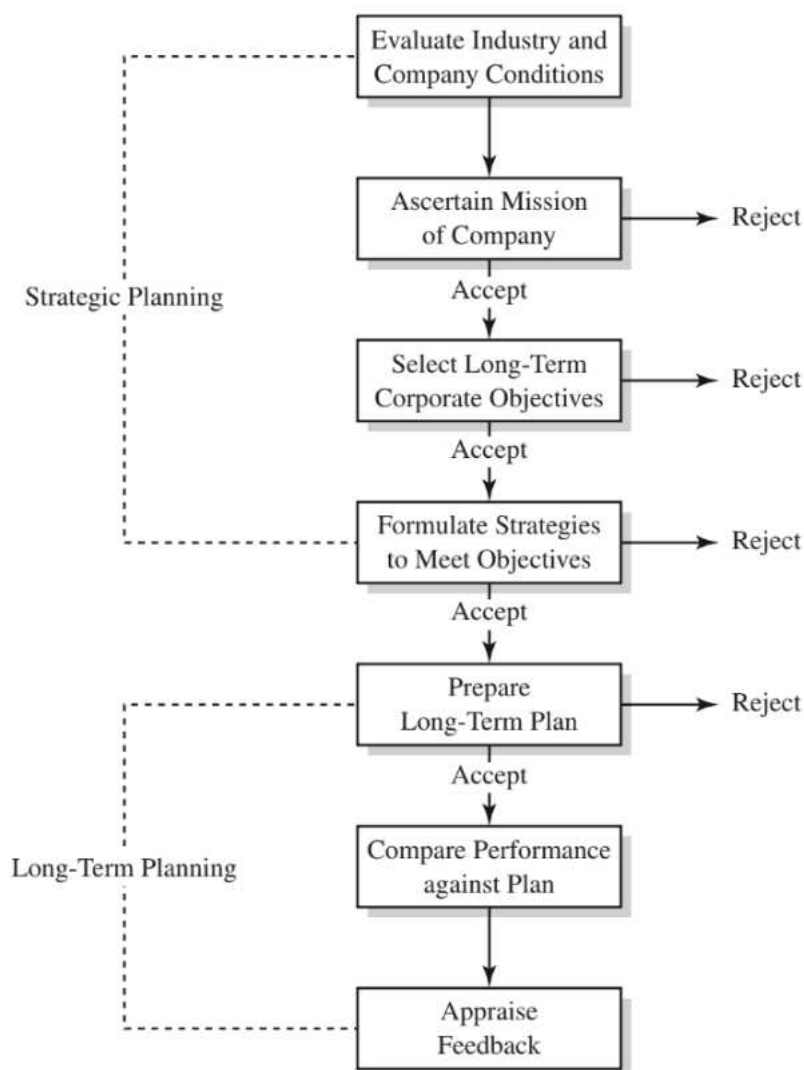 Evaluate Industry and
Company Conditions
Ascertain Mission
of Company
Reject
Accept
Strategic Planning
Select Long-Term
Corporate Objectives
Reject
Accept
Formulate Strategies
to Meet Objectives
Reject
Accept
Prepare
Long-Term Plan
Reject
Accept
Compare Performance
against Plan
Long-Term Planning
Appraise
Feedback